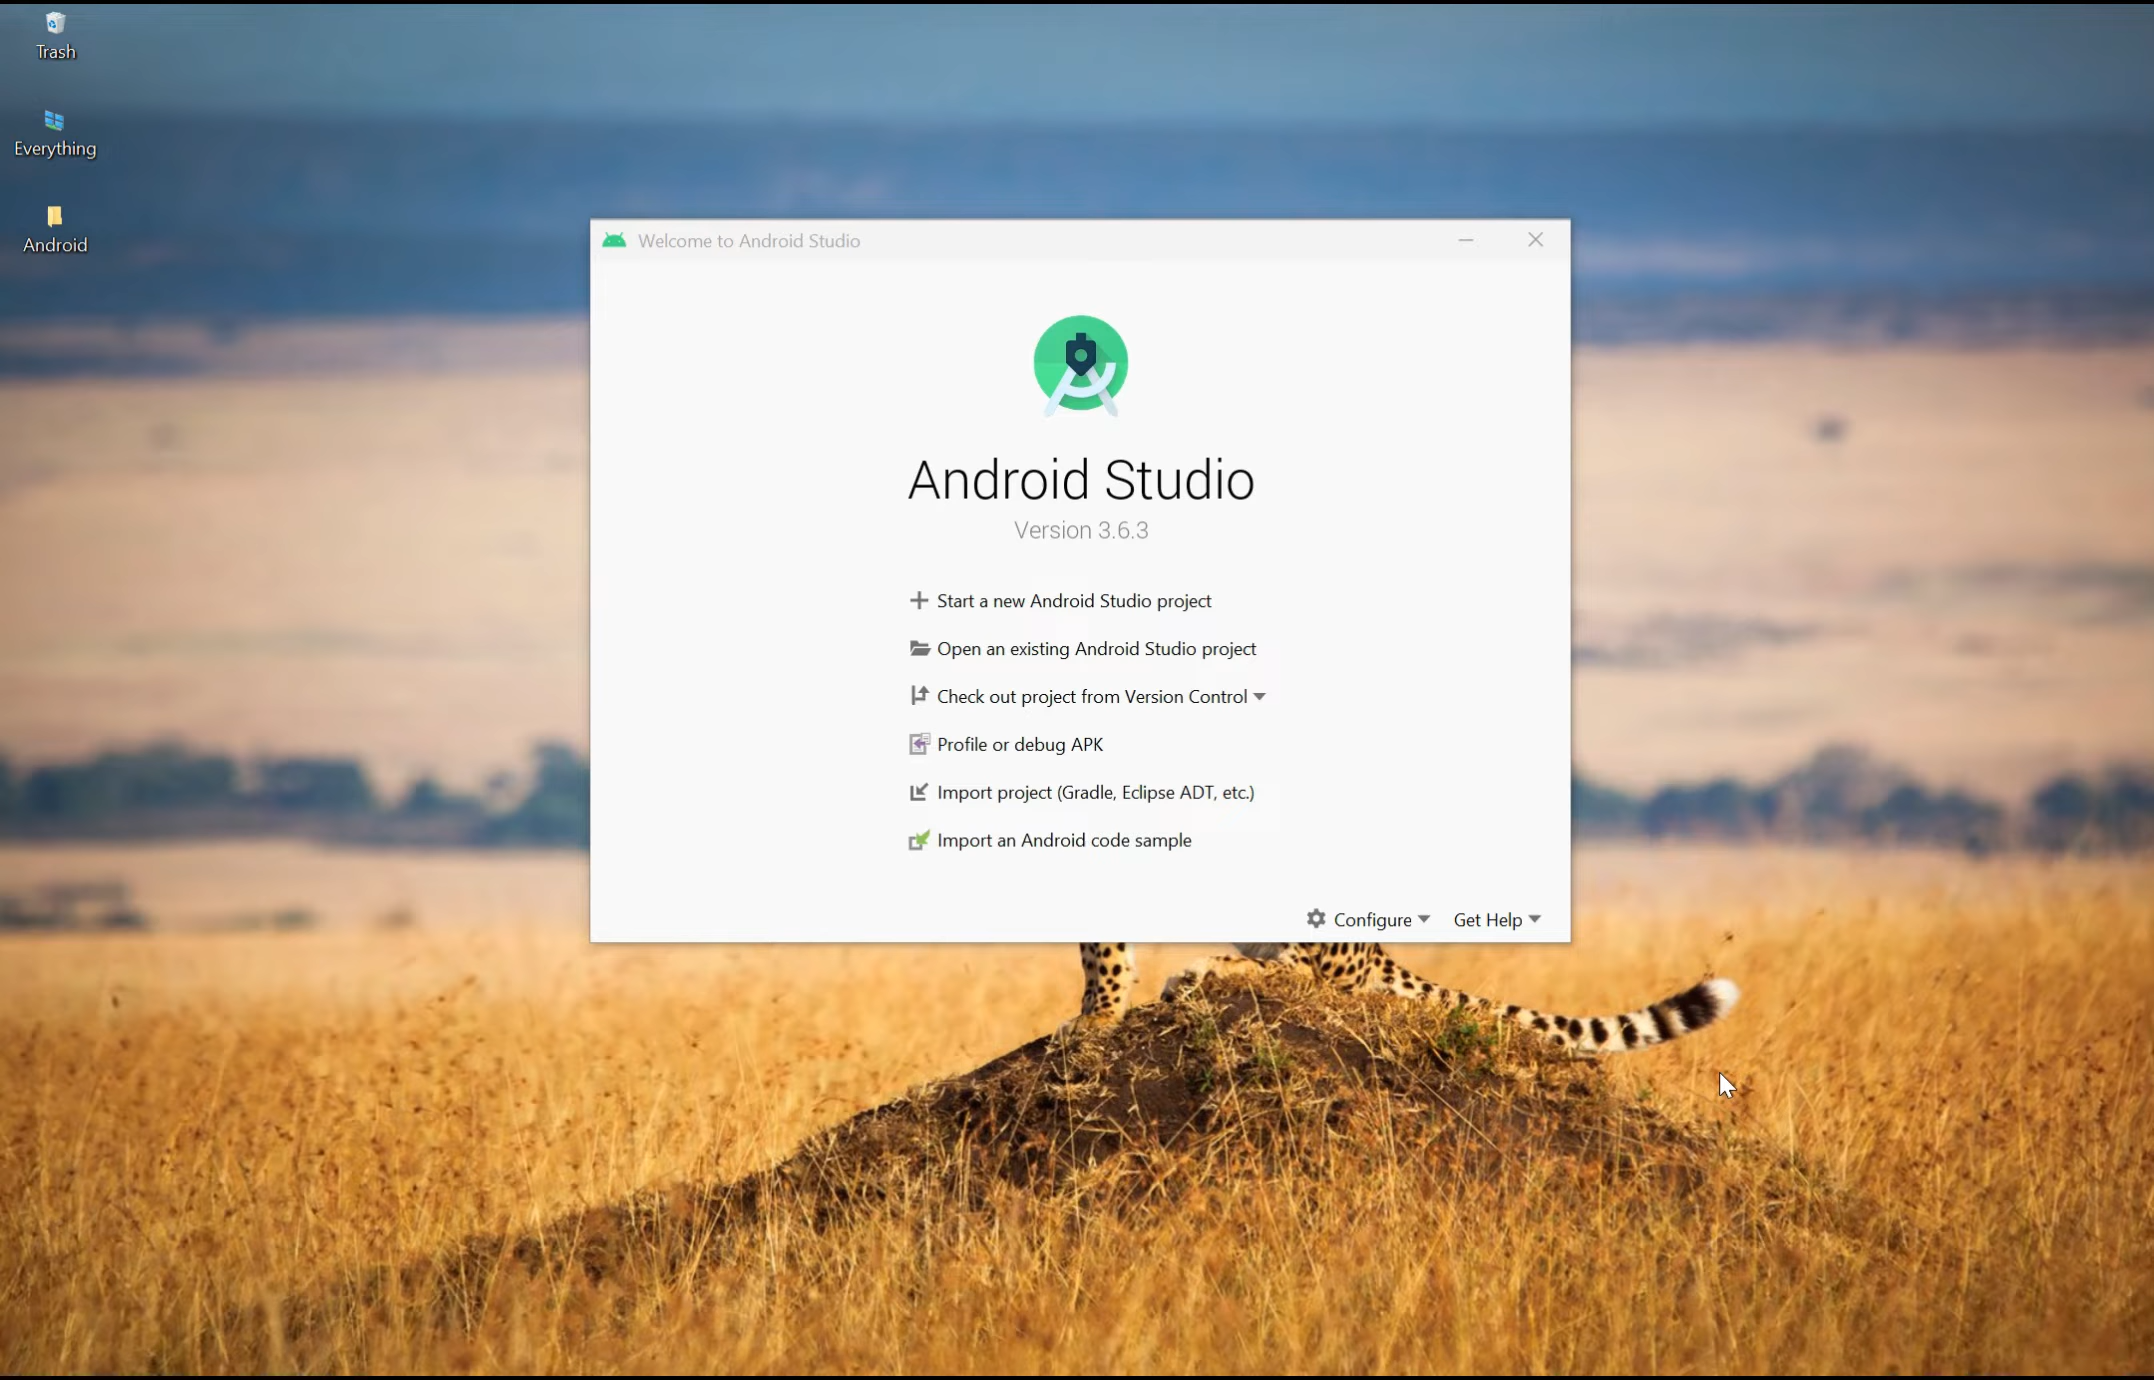 Trash
Everything
Android
Welcome to Android Studio
Android Studio
Version 3.6.3
Start a new Android Studio project
Open an existing Android Studio project
Check out project from Version Control
Profile or debug APK
Import project (Gradle, Eclipse ADT, etc.)
Import an Android code sample
Configure Get Help